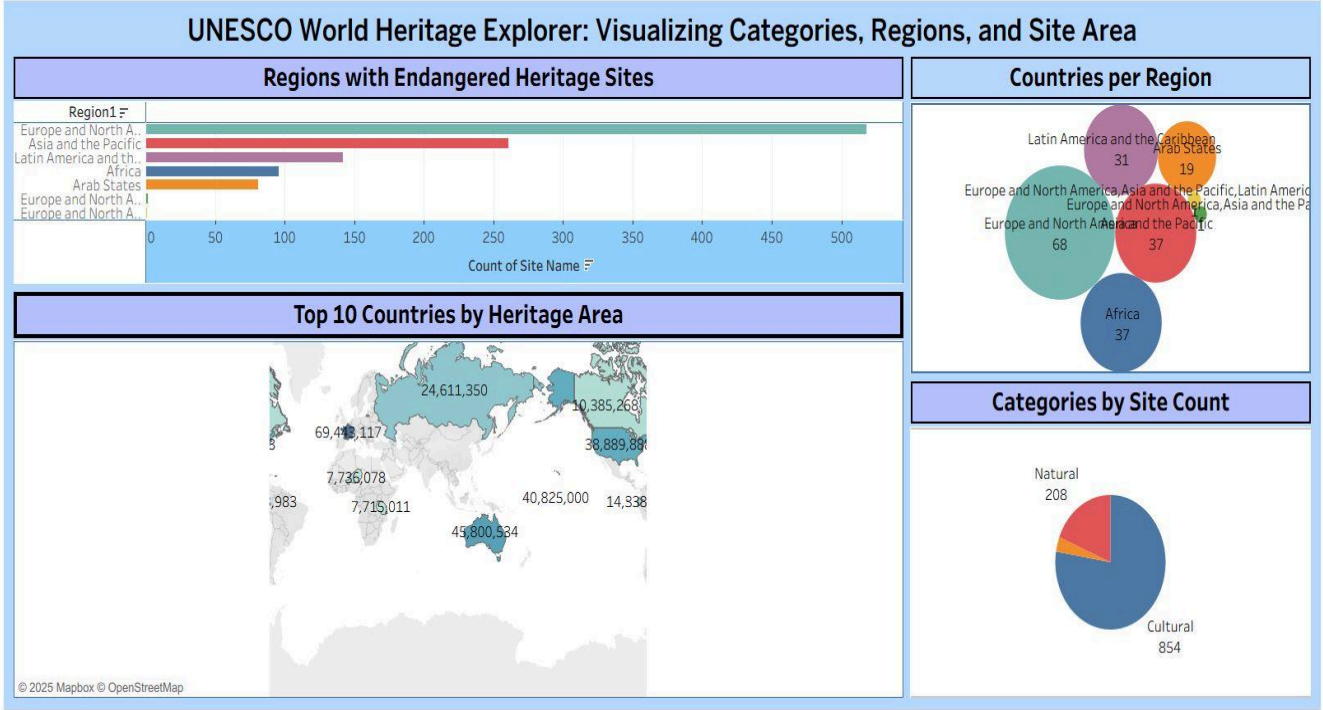 UNESCO World Heritage Explorer: Visualizing Categories, Regions, and Site Area
Regions with Endangered Heritage Sites
Region1
Europe and North A..
Asia and the Pacific
Latin America and th..
Africa
Arab States
Europe and North A..
Europe and North A..
0 50 100 150 200 250 300 350 400 450 500
Count of Site Name
Countries per Region
Latin America and the Caribbean
31
Arab States
19
Europe and North America,Asia and the Pacific,Latin Americ
Europe and North America,Asia and the Pa
1
Europe and North America
68
Asia and the Pacific
37
Africa
37
Top 10 Countries by Heritage Area
24,611,350
10,385,268
69,443,117
3
38,889,88
7,736,078
,983
7,715,011
40,825,000
14,338
45,800,534
© 2025 Mapbox © OpenStreetMap
Categories by Site Count
Natural
208
Cultural
854